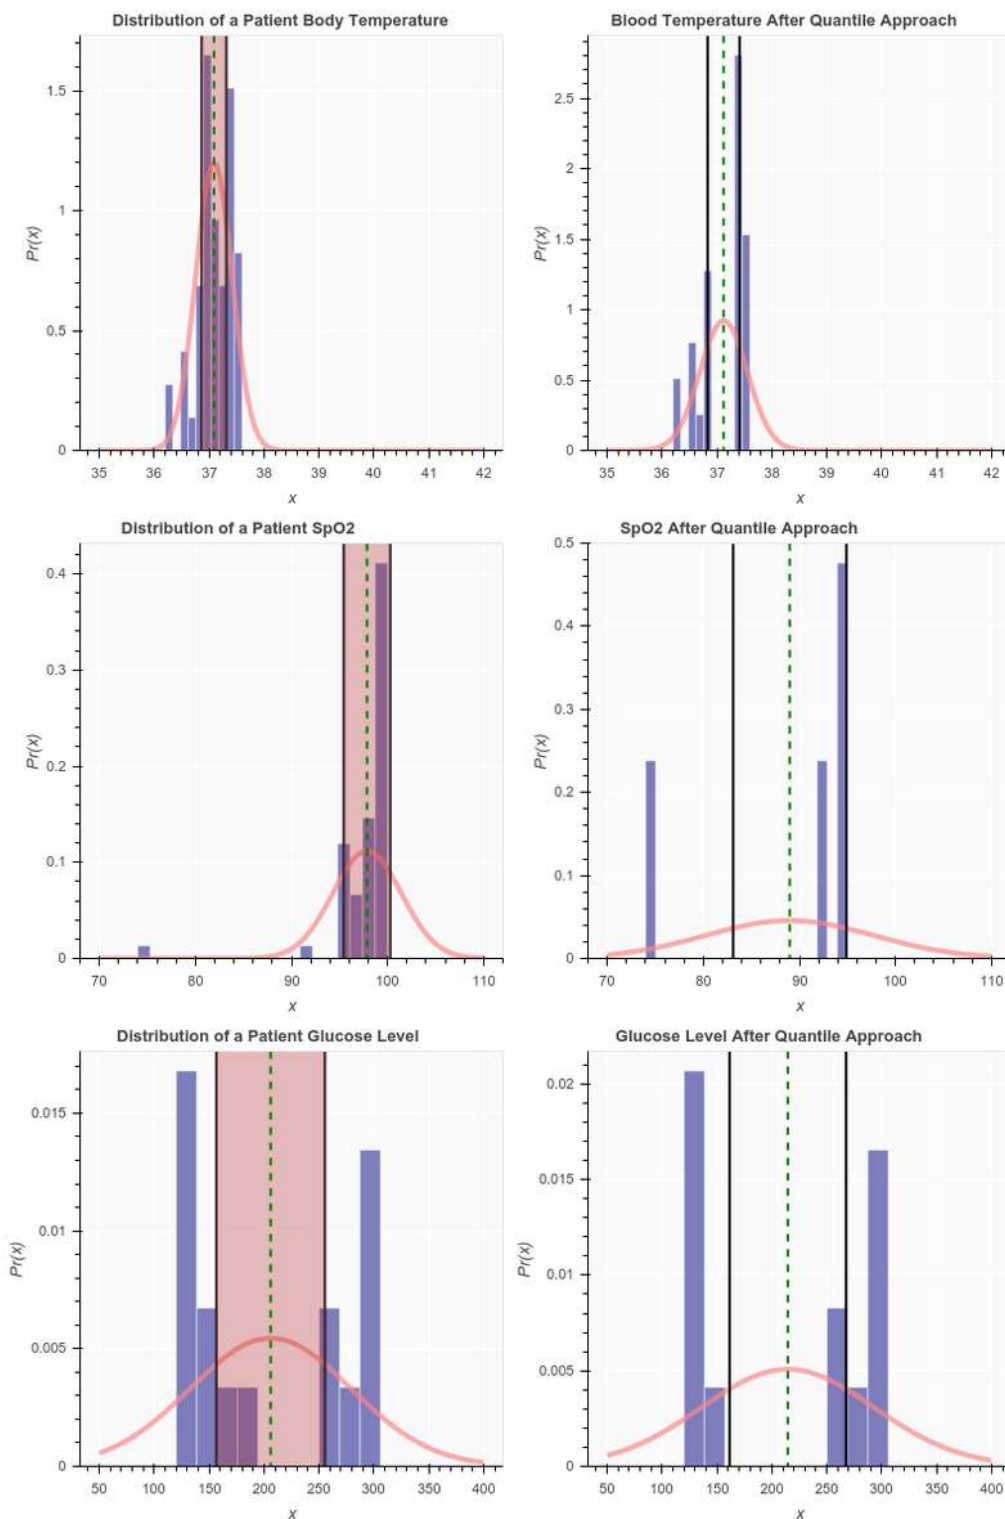 Distribution of a Patient Body Temperature
Pr(x)
1.5
1
0.5
0
35 36 37 38 39 40 41 42
x
Blood Temperature After Quantile Approach
Pr(x)
2.5
2
1.5
1
0.5
0
35 36 37 38 39 40 41 42
x
Distribution of a Patient SpO2
Pr(x)
0.4
0.3
0.2
0.1
0
70 80 90 100 110
x
SpO2 After Quantile Approach
Pr(x)
0.5
0.4
0.3
0.2
0.1
0
70 80 90 100 110
x
Distribution of a Patient Glucose Level
Pr(x)
0.015
0.01
0.005
0
50 100 150 200 250 300 350 400
x
Glucose Level After Quantile Approach
Pr(x)
0.02
0.015
0.01
0.005
0
50 100 150 200 250 300 350 400
x